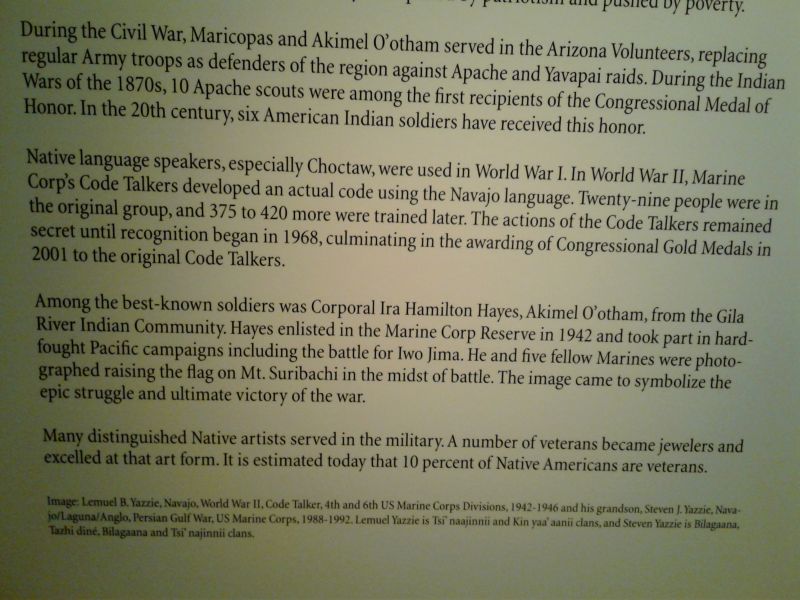 by patriotism and pushed by poverty.
During the Civil War, Maricopas and Akimel O'otham served in the Arizona Volunteers, replacing
regular Army troops as defenders of the region against Apache and Yavapai raids. During the Indian
Wars of the 1870s, 10 Apache scouts were among the first recipients of the Congressional Medal of
Honor. In the 20th century, six American Indian soldiers have received this honor.
Native language speakers, especially Choctaw, were used in World War I. In World War II, Marine
Corp's Code Talkers developed an actual code using the Navajo language. Twenty-nine people were in
the original group, and 375 to 420 more were trained later. The actions of the Code Talkers remained
secret until recognition began in 1968, culminating in the awarding of Congressional Gold Medals in
2001 to the original Code Talkers.
Among the best-known soldiers was Corporal Ira Hamilton Hayes, Akimel O'otham, from the Gila
River Indian Community. Hayes enlisted in the Marine Corp Reserve in 1942 and took part in hard-
fought Pacific campaigns including the battle for Iwo Jima. He and five fellow Marines were photo-
graphed raising the flag on Mt. Suribachi in the midst of battle. The image came to symbolize the
epic struggle and ultimate victory of the war.
Many distinguished Native artists served in the military. A number of veterans became jewelers and
excelled at that art form. It is estimated today that 10 percent of Native Americans are veterans.
Image: Lemuel B. Yazzie, Navajo, World War II, Code Talker, 4th and 6th US Marine Corps Divisions, 1942-1946 and his grandson, Steven J. Yazzie, Nava-
jo/Laguna/Anglo, Persian Gulf War, US Marine Corps, 1988-1992. Lemuel Yazzie is Tsi' naajinnii and Kin yaa' aanii clans, and Steven Yazzie is Bilagaana,
Tazhi diné, Bilagaana and Tsi' najinnii clans.